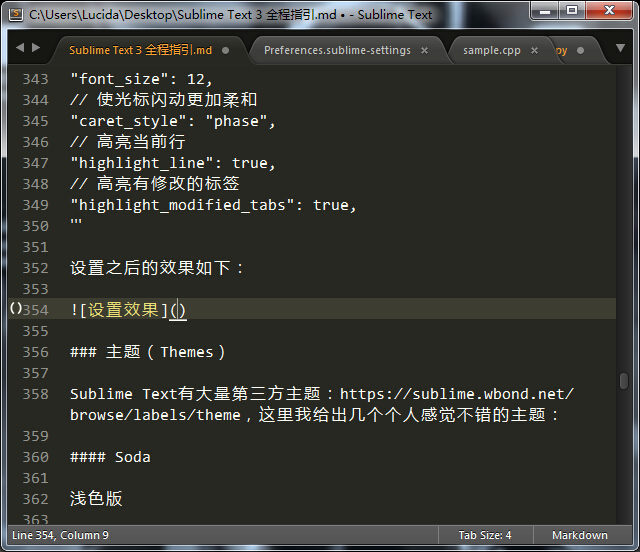 C:\Users\Lucida\Desktop\Sublime Text 3 全程指引.md • - Sublime Text
Sublime Text 3 全程指引.md
Preferences.sublime-settings
sample.cpp
py
343 "font_size": 12,
344 // 使光标闪动更加柔和
345 "caret_style": "phase",
346 // 高亮当前行
347 "highlight_line": true,
348 // 高亮有修改的标签
349 "highlight_modified_tabs": true,
350 '''
351
352 设置之后的效果如下：
353
354 ![设置效果]()
355
356 ### 主题（Themes）
357
358 Sublime Text有大量第三方主题：https://sublime.wbond.net/
browse/labels/theme，这里我给出几个个人感觉不错的主题：
359
360 #### Soda
361
362 浅色版
363
Line 354, Column 9
Tab Size: 4
Markdown